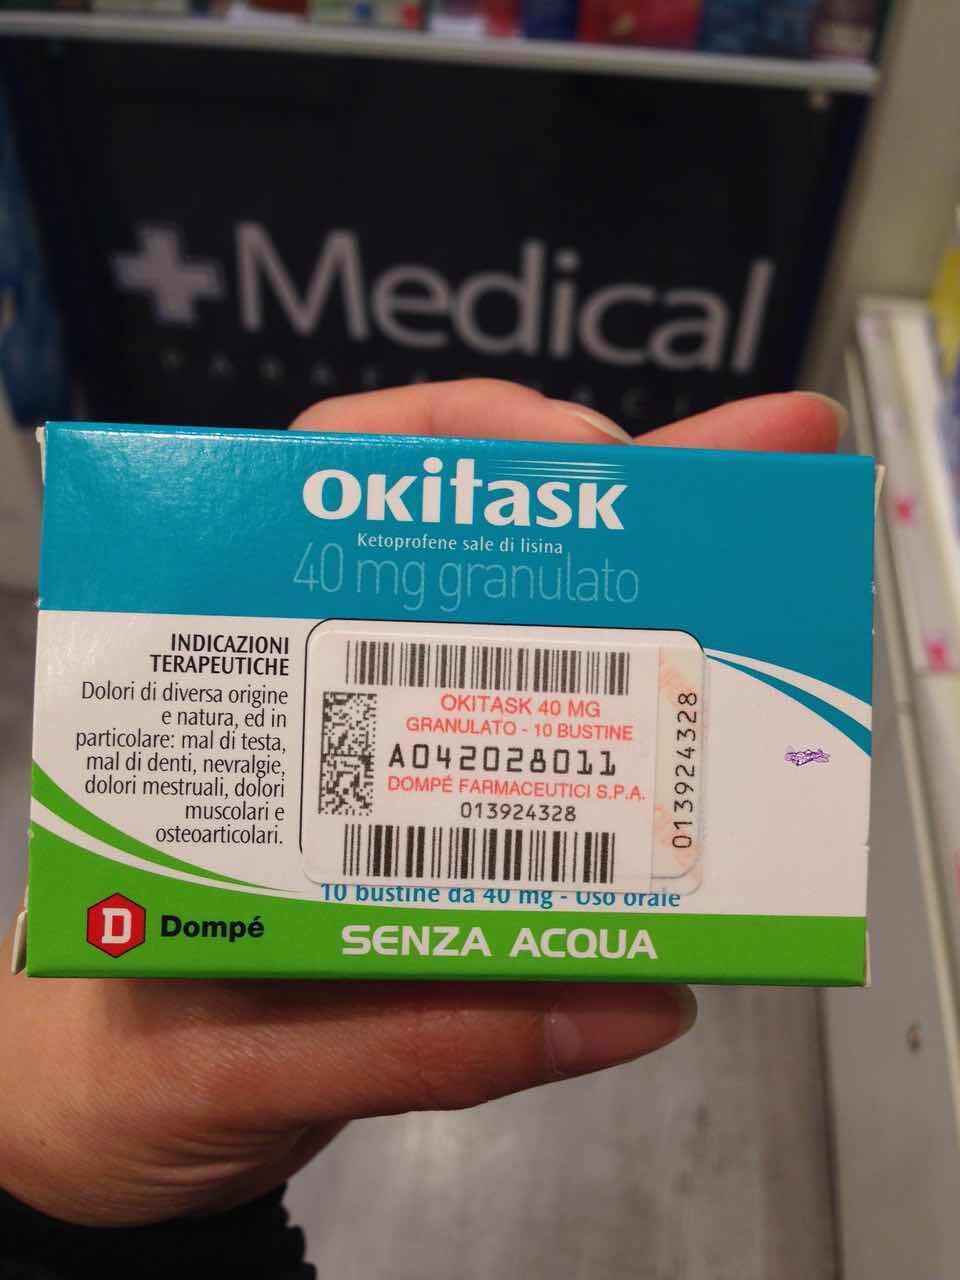 Medical
OKITASK
Ketoprofene sale di lisina
40 mg granulato
INDICAZIONI
TERAPEUTICHE
Dolori di diversa origine
e natura, ed in
particolare: mal di testa,
mal di denti, nevralgie,
dolori mestruali, dolori
muscolari e
osteoarticolari.
OKITASK 40 MG
GRANULATO - 10 BUSTINE
A042028011
DOMPÉ FARMACEUTICI S.P.A.
013924328
013924328
10 bustine da 40 mg - Uso orale
D Dompé
SENZA ACQUA